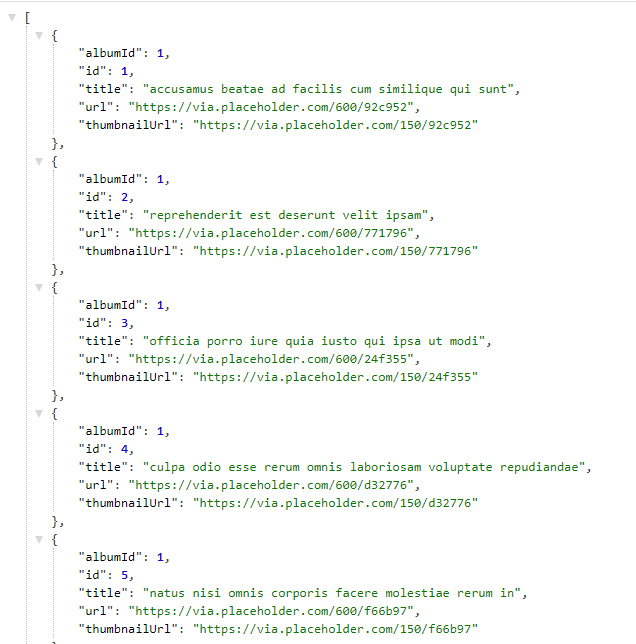 [
{
"albumId": 1,
"id": 1,
"title": "accusamus beatae ad facilis cum similique qui sunt",
"url": "https://via.placeholder.com/600/92c952",
"thumbnailUrl": "https://via.placeholder.com/150/92c952"
},
{
"albumId": 1,
"id": 2,
"title": "reprehenderit est deserunt velit ipsam",
"url": "https://via.placeholder.com/600/771796",
"thumbnailUrl": "https://via.placeholder.com/150/771796"
},
{
"albumId": 1,
"id": 3,
"title": "officia porro iure quia iusto qui ipsa ut modi",
"url": "https://via.placeholder.com/600/24f355",
"thumbnailUrl": "https://via.placeholder.com/150/24f355"
},
{
"albumId": 1,
"id": 4,
"title": "culpa odio esse rerum omnis laboriosam voluptate repudiandae",
"url": "https://via.placeholder.com/600/d32776",
"thumbnailUrl": "https://via.placeholder.com/150/d32776"
},
{
"albumId": 1,
"id": 5,
"title": "natus nisi omnis corporis facere molestiae rerum in",
"url": "https://via.placeholder.com/600/f66b97",
"thumbnailUrl": "https://via.placeholder.com/150/f66b97"